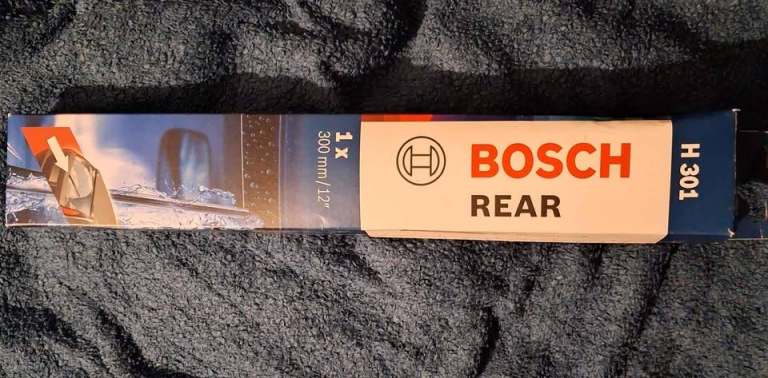 1 x
300 mm/12"
BOSCH
REAR
H 301